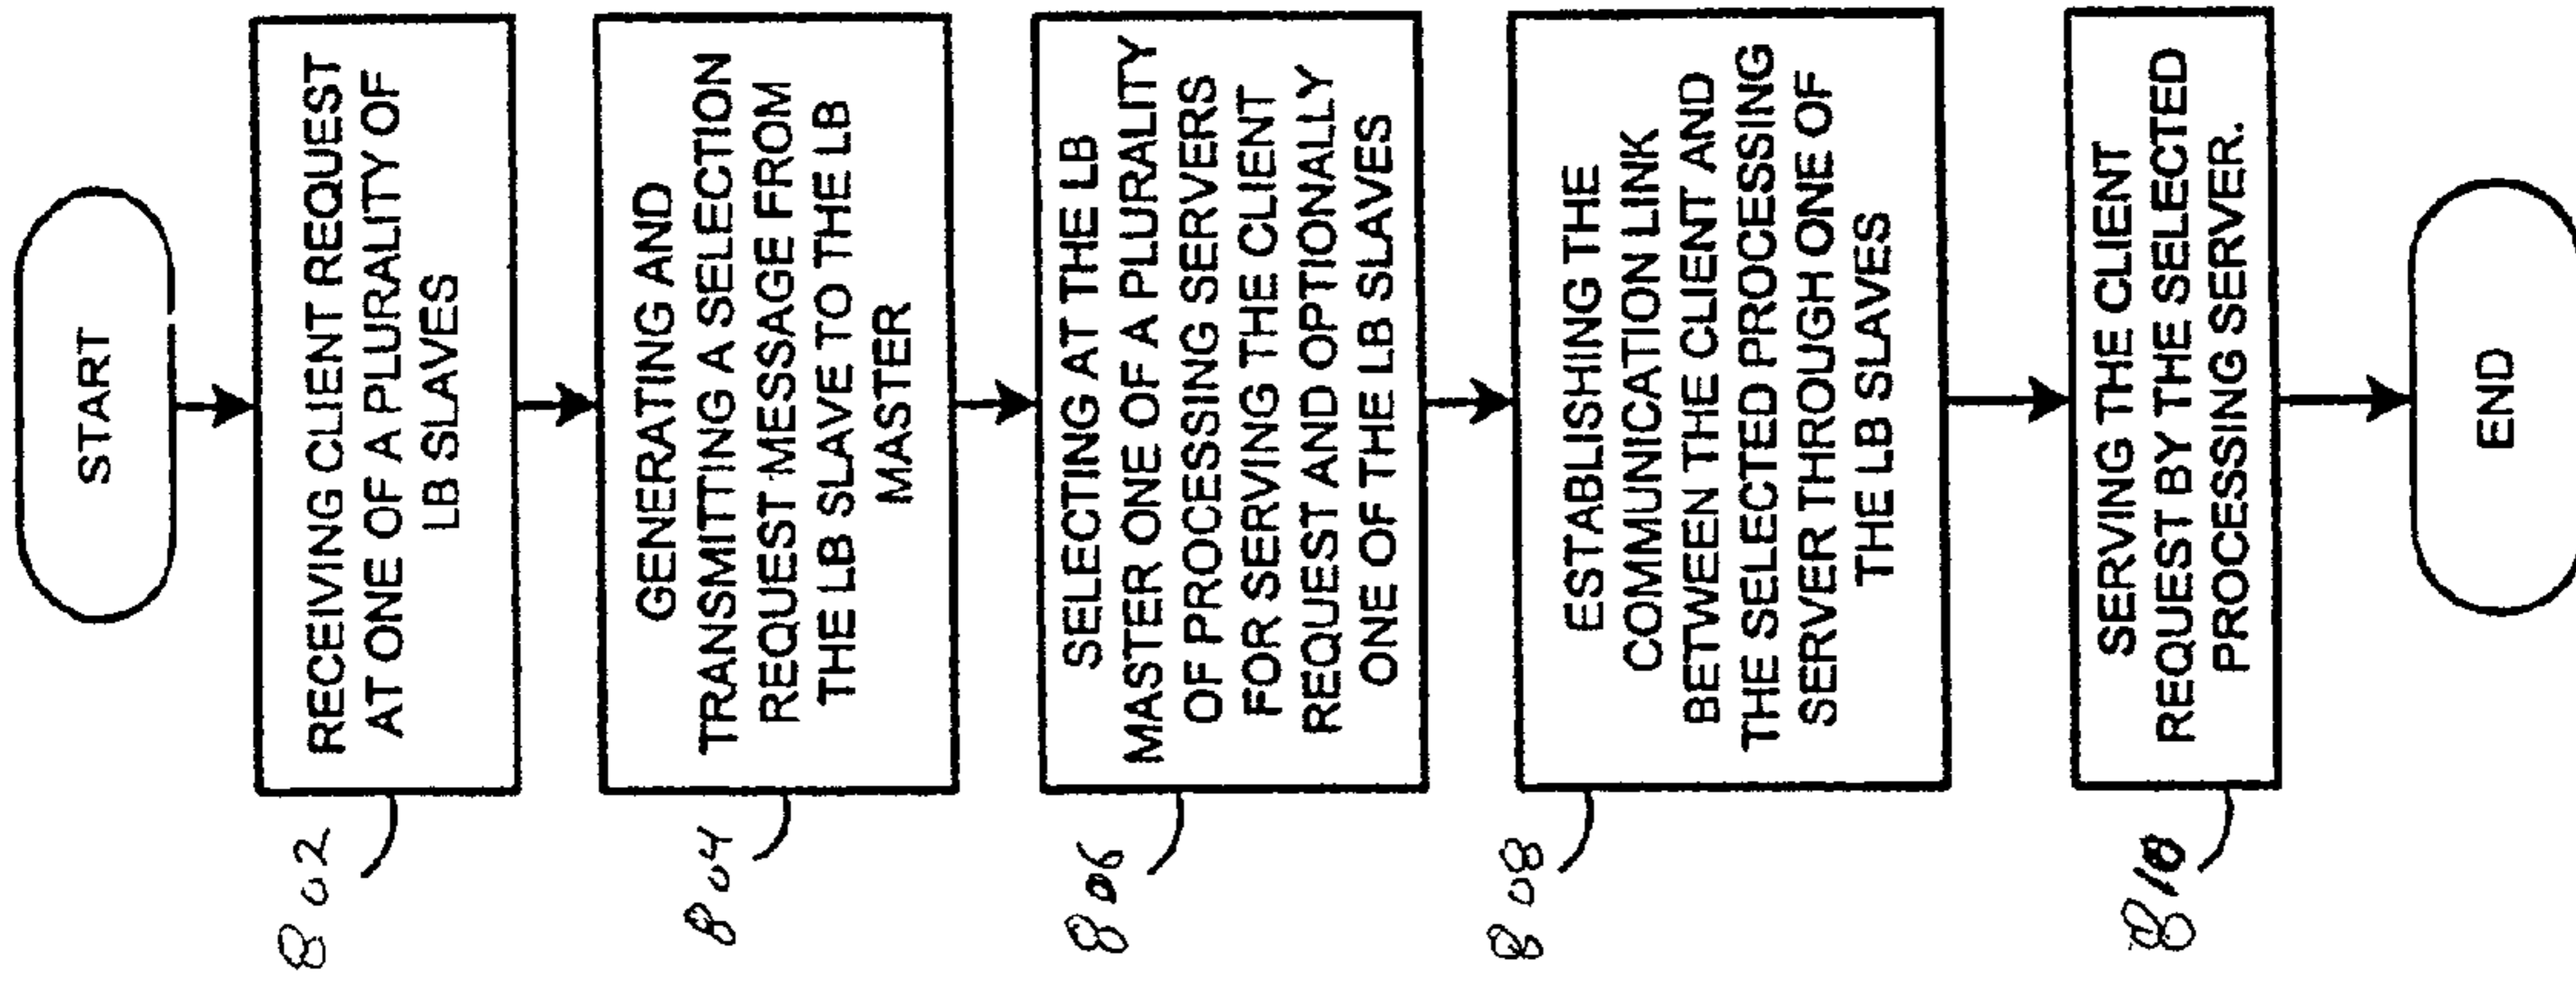 START
RECEIVING CLIENT REQUEST
AT ONE OF A PLURALITY OF
LB SLAVES
802
GENERATING AND
TRANSMITTING A SELECTION
REQUEST MESSAGE FROM
THE LB SLAVE TO THE LB
MASTER
804
SELECTING AT THE LB
MASTER ONE OF A PLURALITY
OF PROCESSING SERVERS
FOR SERVING THE CLIENT
REQUEST AND OPTIONALLY
ONE OF THE LB SLAVES
806
ESTABLISHING THE
COMMUNICATION LINK
BETWEEN THE CLIENT AND
THE SELECTED PROCESSING
SERVER THROUGH ONE OF
THE LB SLAVES
808
SERVING THE CLIENT
REQUEST BY THE SELECTED
PROCESSING SERVER.
810
END